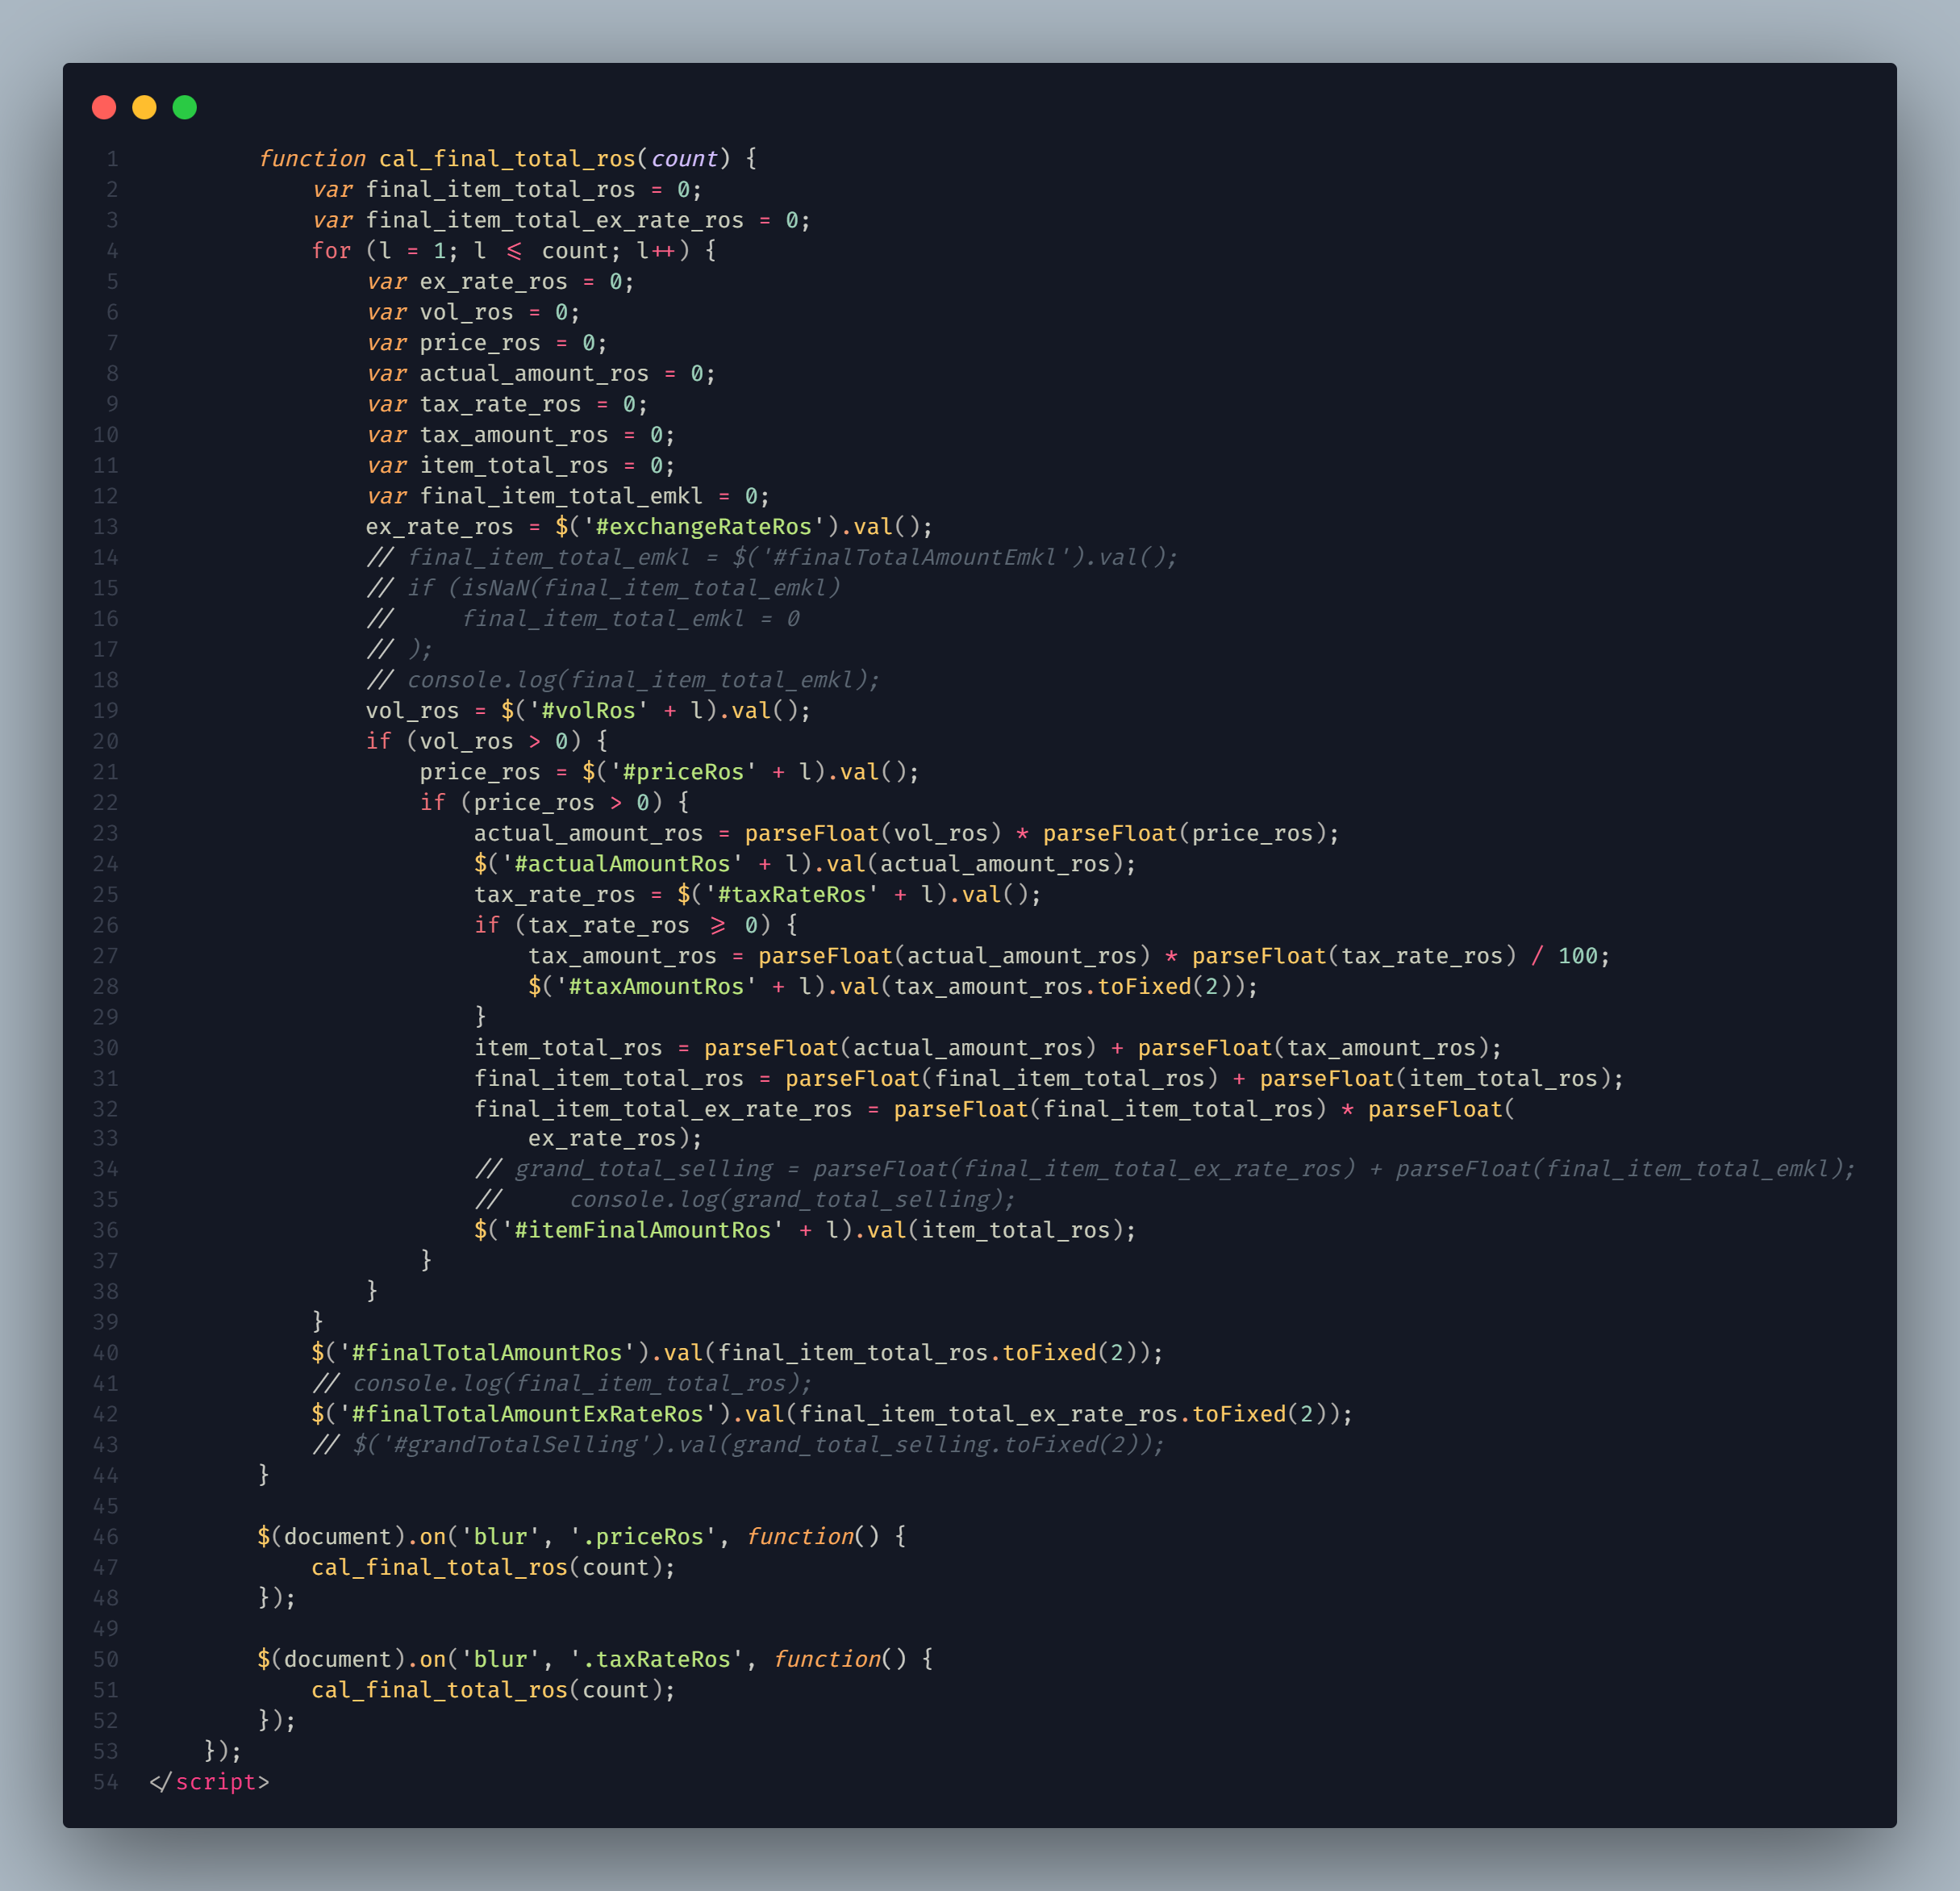 1 function cal_final_total_ros(count) {
2 var final_item_total_ros = 0;
3 var final_item_total_ex_rate_ros = 0;
4 for (l = 1; l <= count; l++) {
5 var ex_rate_ros = 0;
6 var vol_ros = 0;
7 var price_ros = 0;
8 var actual_amount_ros = 0;
9 var tax_rate_ros = 0;
10 var tax_amount_ros = 0;
11 var item_total_ros = 0;
12 var final_item_total_emkl = 0;
13 ex_rate_ros = $('#exchangeRateRos').val();
14 // final_item_total_emkl = $('#finalTotalAmountEmkl').val();
15 // if (isNaN(final_item_total_emkl)
16 //     final_item_total_emkl = 0
17 // );
18 // console.log(final_item_total_emkl);
19 vol_ros = $('#volRos' + l).val();
20 if (vol_ros > 0) {
21 price_ros = $('#priceRos' + l).val();
22 if (price_ros > 0) {
23 actual_amount_ros = parseFloat(vol_ros) * parseFloat(price_ros);
24 $('#actualAmountRos' + l).val(actual_amount_ros);
25 tax_rate_ros = $('#taxRateRos' + l).val();
26 if (tax_rate_ros >= 0) {
27 tax_amount_ros = parseFloat(actual_amount_ros) * parseFloat(tax_rate_ros) / 100;
28 $('#taxAmountRos' + l).val(tax_amount_ros.toFixed(2));
29 }
30 item_total_ros = parseFloat(actual_amount_ros) + parseFloat(tax_amount_ros);
31 final_item_total_ros = parseFloat(final_item_total_ros) + parseFloat(item_total_ros);
32 final_item_total_ex_rate_ros = parseFloat(final_item_total_ros) * parseFloat(
33 ex_rate_ros);
34 // grand_total_selling = parseFloat(final_item_total_ex_rate_ros) + parseFloat(final_item_total_emkl);
35 //     console.log(grand_total_selling);
36 $('#itemFinalAmountRos' + l).val(item_total_ros);
37 }
38 }
39 }
40 $('#finalTotalAmountRos').val(final_item_total_ros.toFixed(2));
41 // console.log(final_item_total_ros);
42 $('#finalTotalAmountExRateRos').val(final_item_total_ex_rate_ros.toFixed(2));
43 // $('#grandTotalSelling').val(grand_total_selling.toFixed(2));
44 }
45
46 $(document).on('blur', '.priceRos', function() {
47 cal_final_total_ros(count);
48 });
49
50 $(document).on('blur', '.taxRateRos', function() {
51 cal_final_total_ros(count);
52 });
53 });
54 </script>